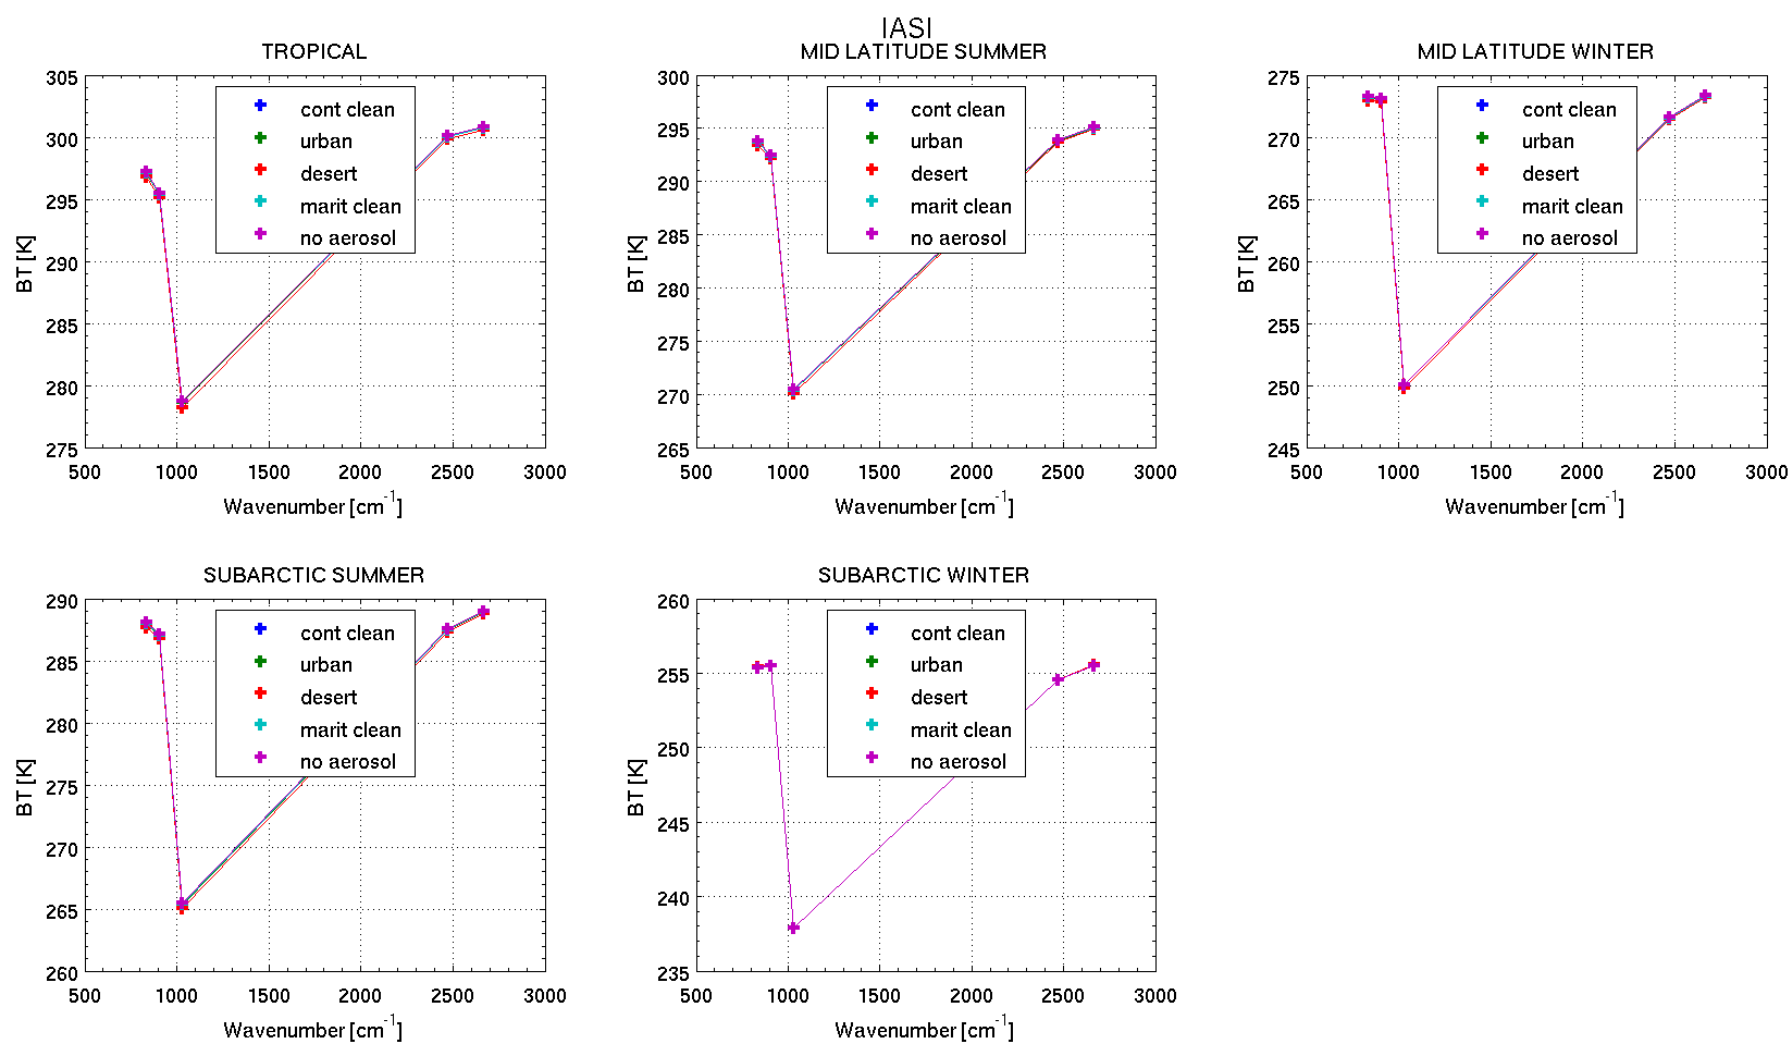 IASI
TROPICAL
305
300
295
290
285
280
275
BT [K]
cont clean
urban
desert
marit clean
no aerosol
500 1000 1500 2000 2500 3000
Wavenumber [cm-1]
MID LATITUDE SUMMER
300
295
290
285
280
275
270
265
BT [K]
cont clean
urban
desert
marit clean
no aerosol
500 1000 1500 2000 2500 3000
Wavenumber [cm-1]
MID LATITUDE WINTER
275
270
265
260
255
250
245
BT [K]
cont clean
urban
desert
marit clean
no aerosol
500 1000 1500 2000 2500 3000
Wavenumber [cm-1]
SUBARCTIC SUMMER
290
285
280
275
270
265
260
BT [K]
cont clean
urban
desert
marit clean
no aerosol
500 1000 1500 2000 2500 3000
Wavenumber [cm-1]
SUBARCTIC WINTER
260
255
250
245
240
235
BT [K]
cont clean
urban
desert
marit clean
no aerosol
500 1000 1500 2000 2500 3000
Wavenumber [cm-1]